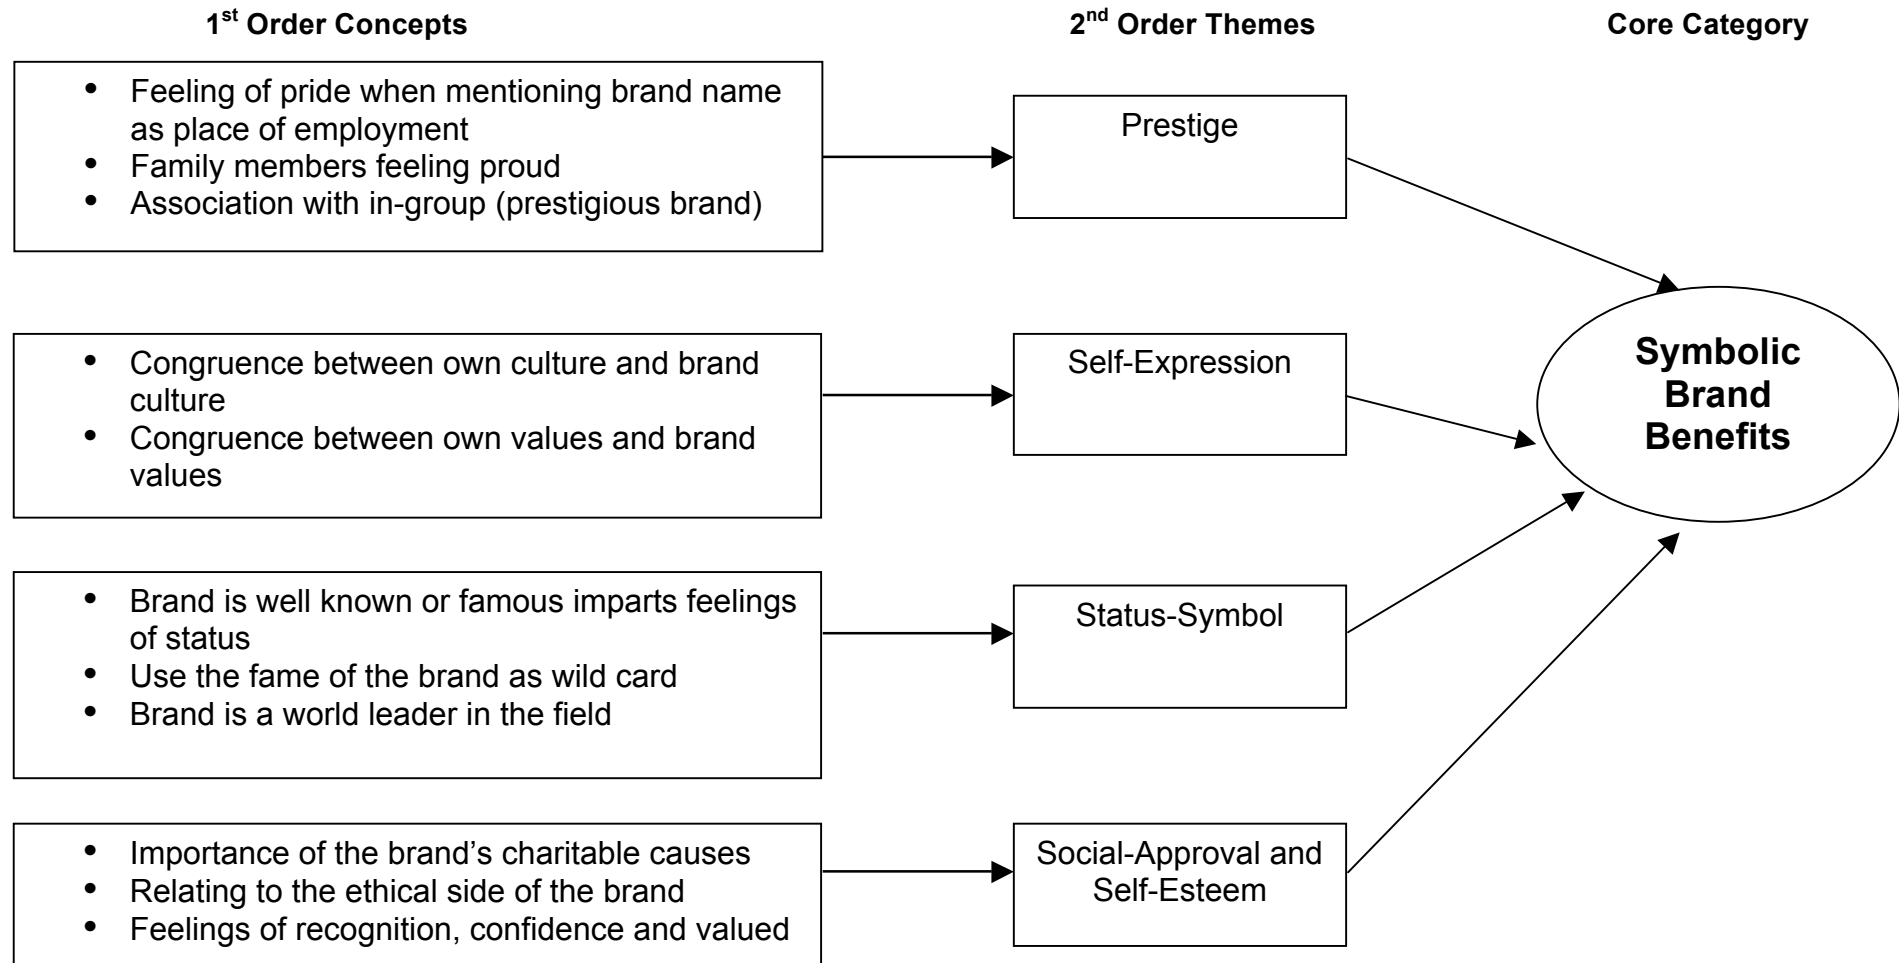 1st Order Concepts
2nd Order Themes
Core Category
• Feeling of pride when mentioning brand name
as place of employment
• Family members feeling proud
• Association with in-group (prestigious brand)
Prestige
• Congruence between own culture and brand
culture
• Congruence between own values and brand
values
Self-Expression
Symbolic
Brand
Benefits
• Brand is well known or famous imparts feelings
of status
• Use the fame of the brand as wild card
• Brand is a world leader in the field
Status-Symbol
• Importance of the brand’s charitable causes
• Relating to the ethical side of the brand
• Feelings of recognition, confidence and valued
Social-Approval and
Self-Esteem